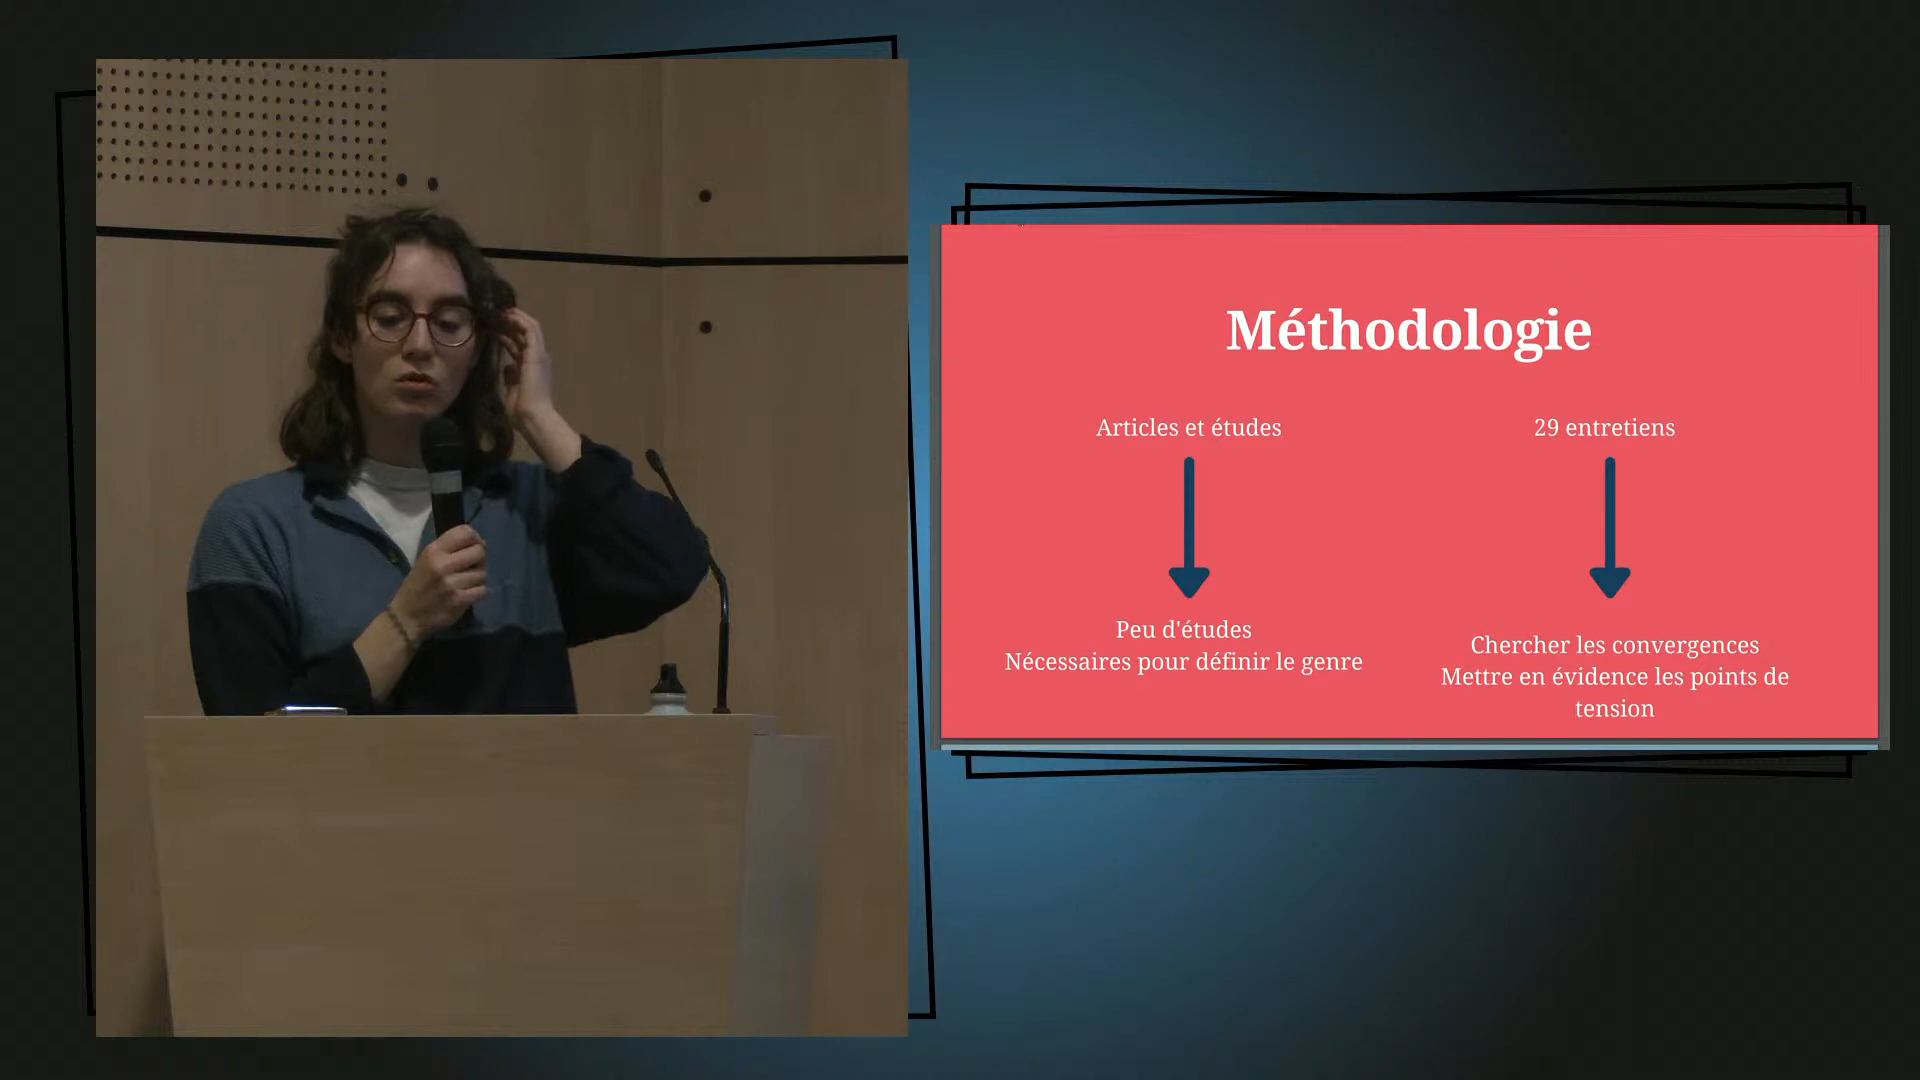 Méthodologie
Articles et études
29 entretiens
Peu d'études
Nécessaires pour définir le genre
Chercher les convergences
Mettre en évidence les points de
tension